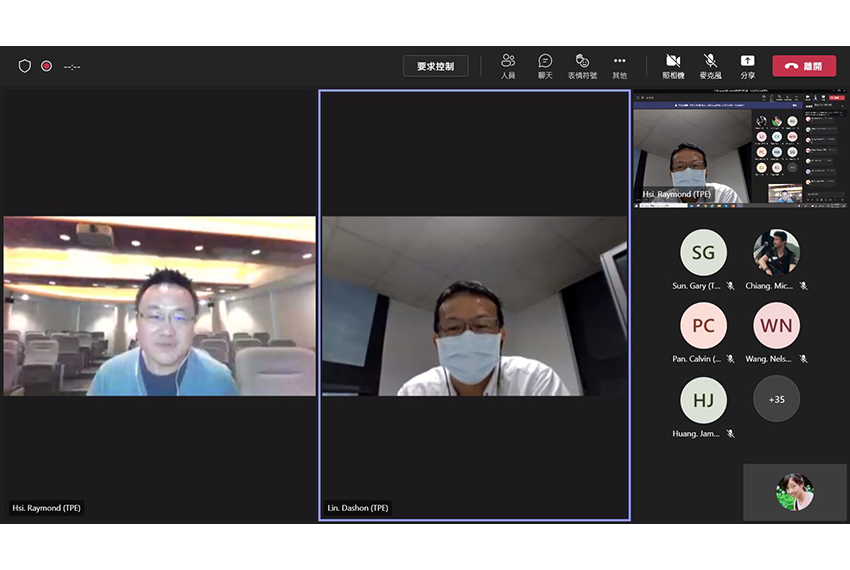 --:--
要求控制
人員
聊天
表情符號
其他
照相機
麥克風
分享
離開
Hsi. Raymond (TPE)
Lin. Dashon (TPE)
Hsi. Raymond (TPE)
SG
Sun. Gary (T...
Chiang. Mic...
PC
Pan. Calvin (...
WN
Wang. Nels...
HJ
Huang. Jam...
+35